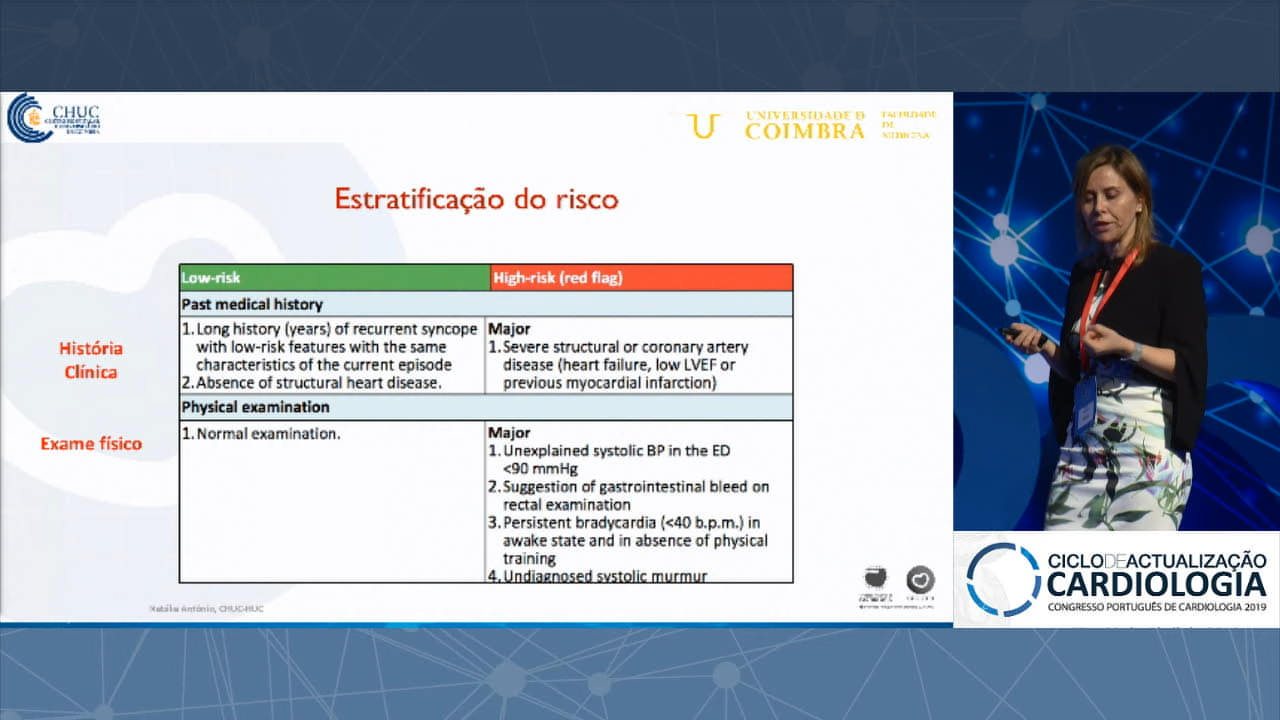 CHUC
UNIVERSIDADE D
COIMBRA
FACULDADE
DE
MEDICINA
Estratificação do risco
Low-risk
High-risk (red flag)
Past medical history
1. Long history (years) of recurrent syncope
with low-risk features with the same
characteristics of the current episode
2. Absence of structural heart disease.
Major
1. Severe structural or coronary artery
disease (heart failure, low LVEF or
previous myocardial infarction)
História
Clínica
Physical examination
Exame físico
1. Normal examination.
Major
1. Unexplained systolic BP in the ED
<90 mmHg
2. Suggestion of gastrointestinal bleed on
rectal examination
3. Persistent bradycardia (<40 b.p.m.) in
awake state and in absence of physical
training
4. Undiagnosed systolic murmur
Natália António, CHUC-HUC
CICLODEACTUALIZAÇÃO
CARDIOLOGIA
CONGRESSO PORTUGUÊS DE CARDIOLOGIA 2019